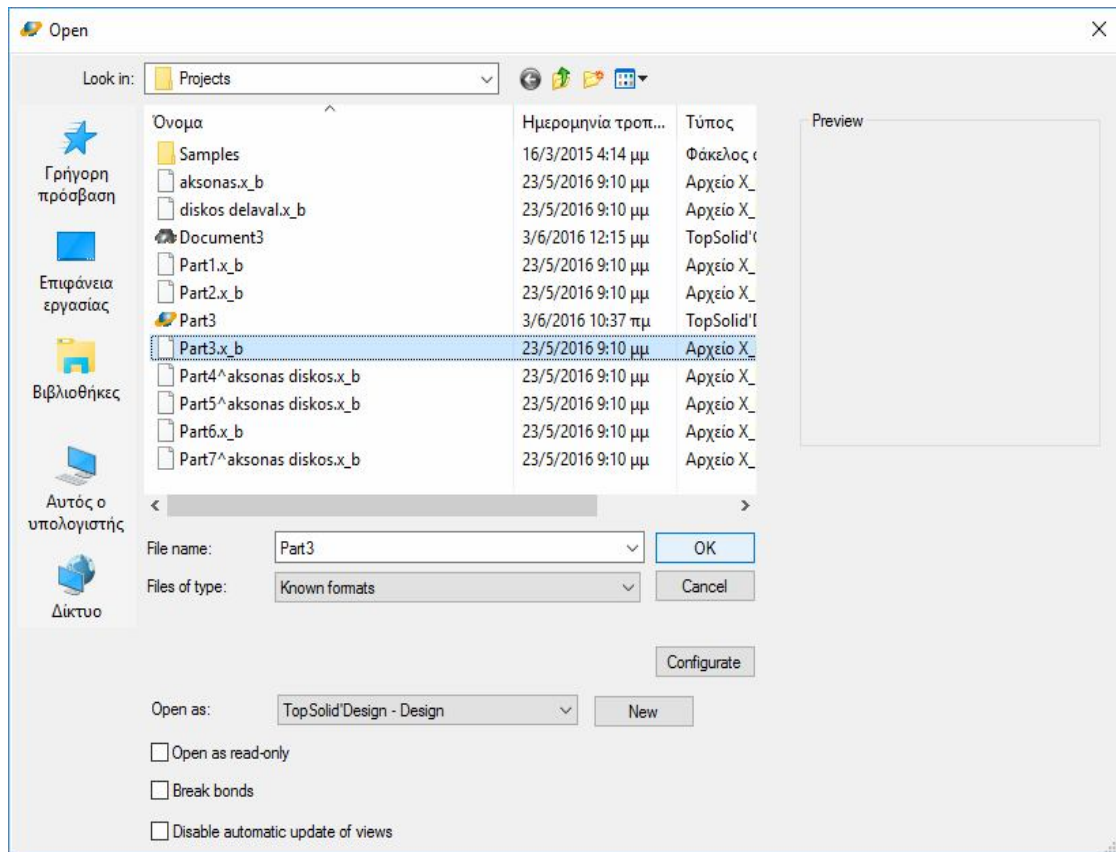 Open
Look in: Projects
Όνομα Ημερομηνία τροπ... Τύπος
Samples 16/3/2015 4:14 μμ Φάκελος α
aksonas.x_b 23/5/2016 9:10 μμ Αρχείο X_
diskos delaval.x_b 23/5/2016 9:10 μμ Αρχείο X_
Document3 3/6/2016 12:15 μμ TopSolid'
Part1.x_b 23/5/2016 9:10 μμ Αρχείο X_
Part2.x_b 23/5/2016 9:10 μμ Αρχείο X_
Part3 3/6/2016 10:37 πμ TopSolid'
Part3.x_b 23/5/2016 9:10 μμ Αρχείο X_
Part4^aksonas diskos.x_b 23/5/2016 9:10 μμ Αρχείο X_
Part5^aksonas diskos.x_b 23/5/2016 9:10 μμ Αρχείο X_
Part6.x_b 23/5/2016 9:10 μμ Αρχείο X_
Part7^aksonas diskos.x_b 23/5/2016 9:10 μμ Αρχείο X_
Preview
Γρήγορη
πρόσβαση
Επιφάνεια
εργασίας
Βιβλιοθήκες
Αυτός ο
υπολογιστής
Δίκτυο
File name: Part3 OK
Files of type: Known formats Cancel
Configurate
Open as: TopSolid'Design - Design New
Open as read-only
Break bonds
Disable automatic update of views